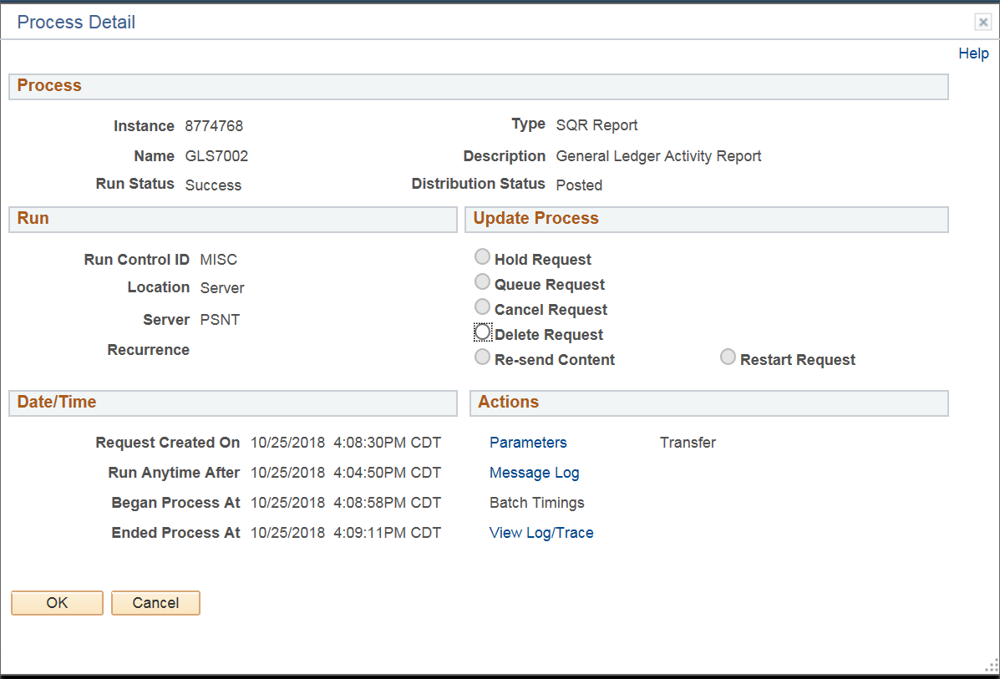 Process Detail
Help
Process
Instance 8774768 Type SQR Report
Name GLS7002 Description General Ledger Activity Report
Run Status Success Distribution Status Posted
Run Update Process
Run Control ID MISC
Location Server
Server PSNT
Recurrence
Hold Request
Queue Request
Cancel Request
Delete Request
Re-send Content Restart Request
Date/Time
Request Created On 10/25/2018 4:08:30PM CDT
Run Anytime After 10/25/2018 4:04:50PM CDT
Began Process At 10/25/2018 4:08:58PM CDT
Ended Process At 10/25/2018 4:09:11PM CDT
Actions
Parameters Transfer
Message Log
Batch Timings
View Log/Trace
OK Cancel